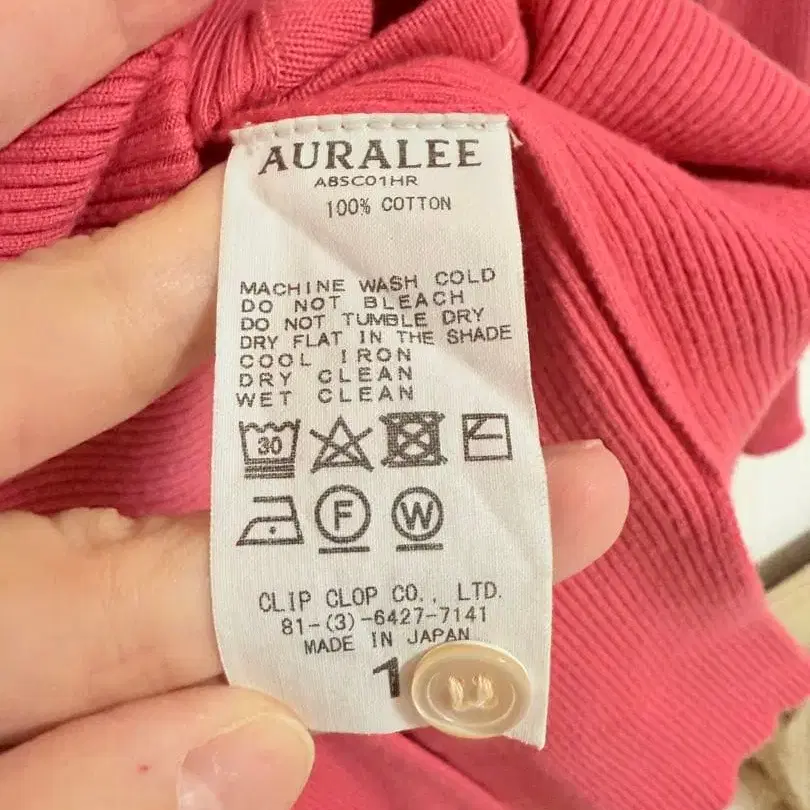 AURALEE
A8SC01HR
100% COTTON
MACHINE WASH COLD
DO NOT BLEACH
DO NOT TUMBLE DRY
DRY FLAT IN THE SHADE
COOL IRON
DRY CLEAN
WET CLEAN
30
F W
CLIP CLOP CO., LTD.
81-(3)-6427-7141
MADE IN JAPAN
1